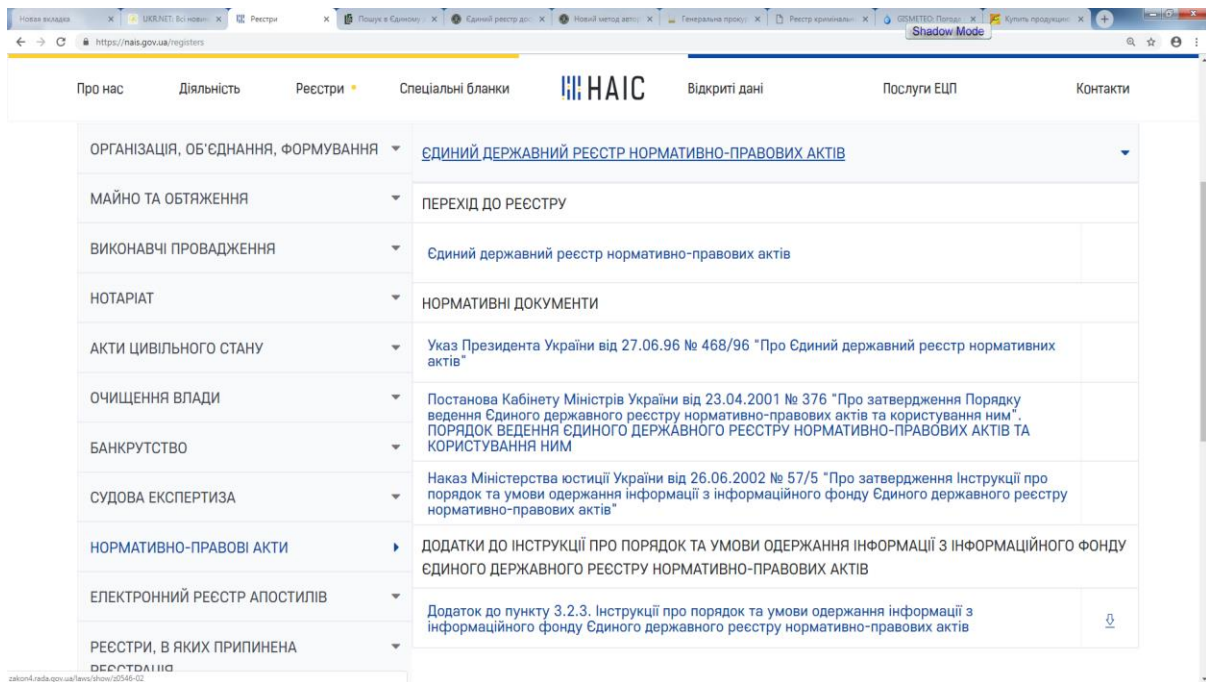 Новая вкладка
UKR.NET: Всі новин
Реєстри
Пошук в Єдиному
Єдиний реєстр до
Новий метод автор
Генеральна проку
Реєстр кримінальн
GISMETEO: Погода
Купить продукцию
Shadow Mode
https://nais.gov.ua/registers
Про нас
Діяльність
Реєстри
Спеціальні бланки
НАІС
Відкриті дані
Послуги ЕЦП
Контакти
ОРГАНІЗАЦІЯ, ОБ'ЄДНАННЯ, ФОРМУВАННЯ
МАЙНО ТА ОБТЯЖЕННЯ
ВИКОНАВЧІ ПРОВАДЖЕННЯ
НОТАРІАТ
АКТИ ЦИВІЛЬНОГО СТАНУ
ОЧИЩЕННЯ ВЛАДИ
БАНКРУТСТВО
СУДОВА ЕКСПЕРТИЗА
НОРМАТИВНО-ПРАВОВІ АКТИ
ЕЛЕКТРОННИЙ РЕЄСТР АПОСТИЛІВ
РЕЄСТРИ, В ЯКИХ ПРИПИНЕНА
РЕЄСТРАЦІЯ
ЄДИНИЙ ДЕРЖАВНИЙ РЕЄСТР НОРМАТИВНО-ПРАВОВИХ АКТІВ
ПЕРЕХІД ДО РЕЄСТРУ
Єдиний державний реєстр нормативно-правових актів
НОРМАТИВНІ ДОКУМЕНТИ
Указ Президента України від 27.06.96 № 468/96 "Про Єдиний державний реєстр нормативних
актів"
Постанова Кабінету Міністрів України від 23.04.2001 № 376 "Про затвердження Порядку
ведення Єдиного державного реєстру нормативно-правових актів та користування ним".
ПОРЯДОК ВЕДЕННЯ ЄДИНОГО ДЕРЖАВНОГО РЕЄСТРУ НОРМАТИВНО-ПРАВОВИХ АКТІВ ТА
КОРИСТУВАННЯ НИМ
Наказ Міністерства юстиції України від 26.06.2002 № 57/5 "Про затвердження Інструкції про
порядок та умови одержання інформації з інформаційного фонду Єдиного державного реєстру
нормативно-правових актів"
ДОДАТКИ ДО ІНСТРУКЦІЇ ПРО ПОРЯДОК ТА УМОВИ ОДЕРЖАННЯ ІНФОРМАЦІЇ З ІНФОРМАЦІЙНОГО ФОНДУ
ЄДИНОГО ДЕРЖАВНОГО РЕЄСТРУ НОРМАТИВНО-ПРАВОВИХ АКТІВ
Додаток до пункту 3.2.3. Інструкції про порядок та умови одержання інформації з
інформаційного фонду Єдиного державного реєстру нормативно-правових актів
zakon4.rada.gov.ua/laws/show/z0546-02